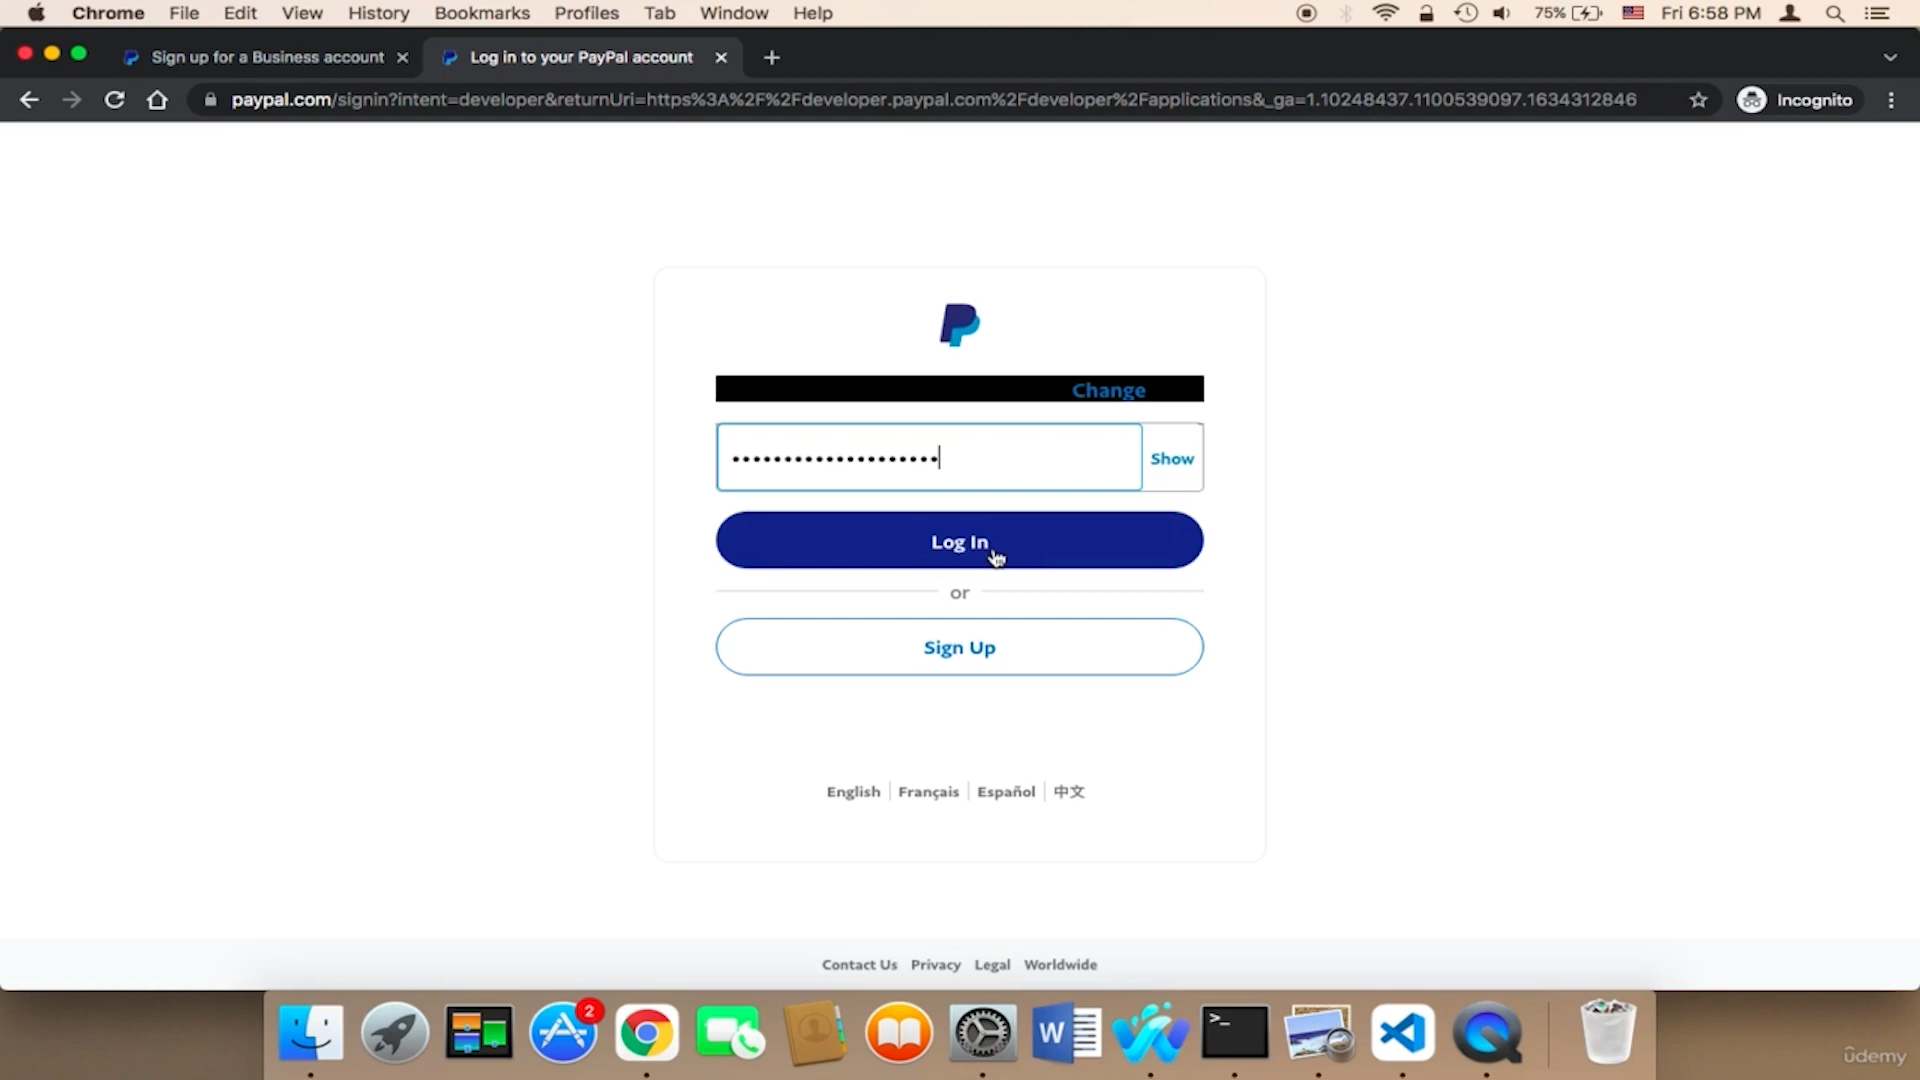 Chrome File Edit View History Bookmarks Profiles Tab Window Help 75% Fri 6:58 PM
Sign up for a Business account Log in to your PayPal account
paypal.com/signin?intent=developer&returnUri=https%3A%2F%2Fdeveloper.paypal.com%2Fdeveloper%2Fapplications&_ga=1.10248437.1100539097.1634312846 Incognito
Change
Show
Log In
or
Sign Up
English Français Español 中文
Contact Us Privacy Legal Worldwide
2
W
>_
ûdemy